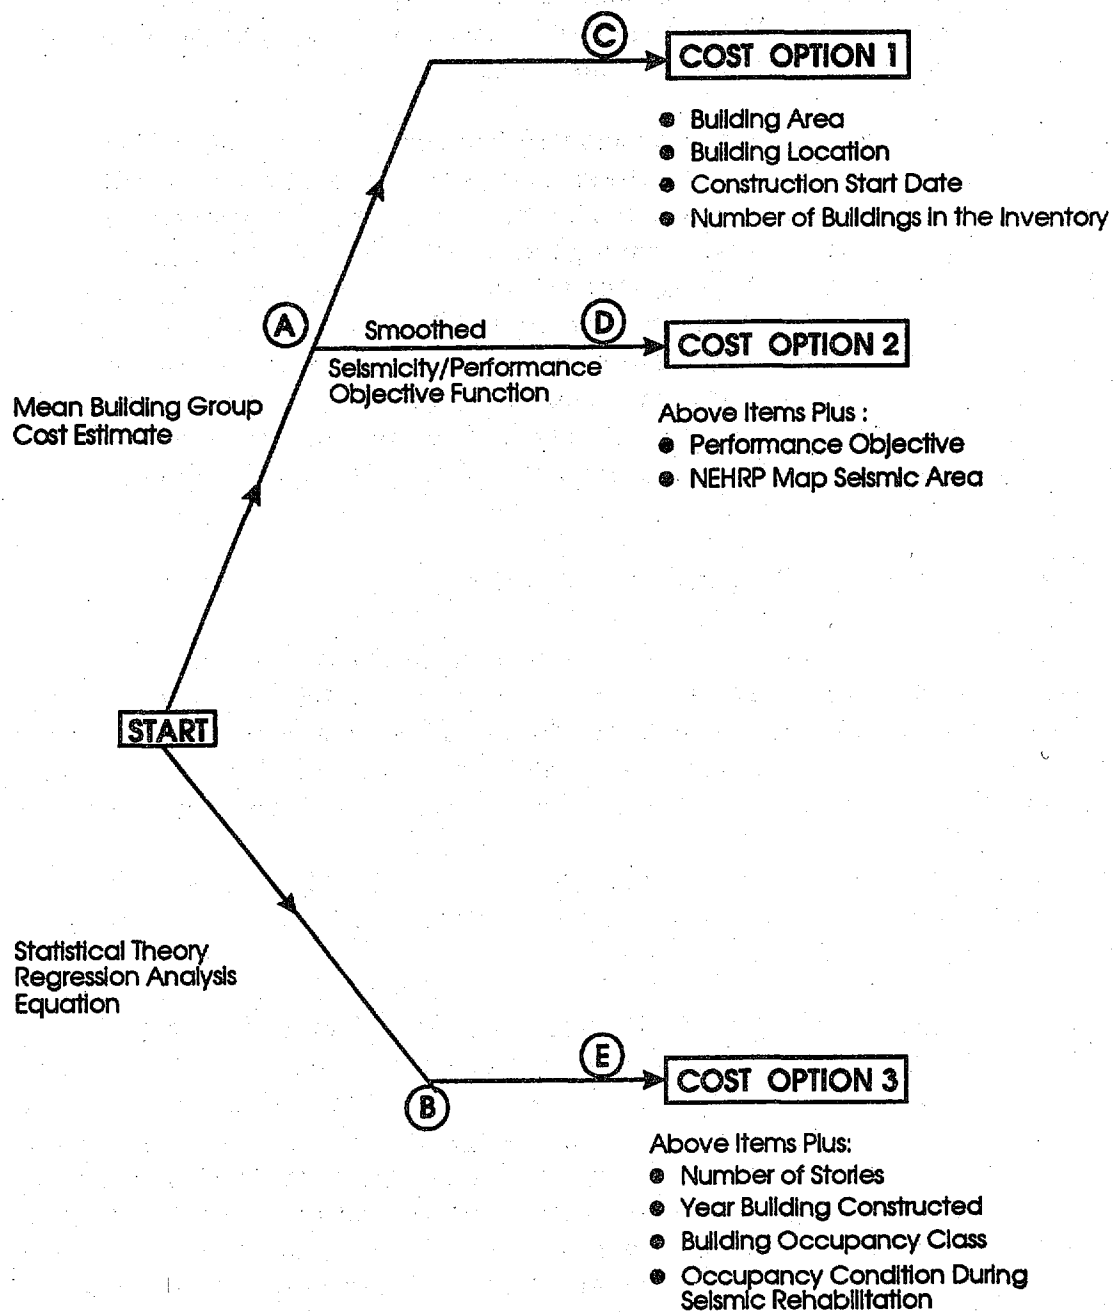 C
COST OPTION 1
● Building Area
● Building Location
● Construction Start Date
● Number of Buildings in the Inventory
A
Smoothed
D
COST OPTION 2
Seismicity/Performance
Objective Function
Mean Building Group
Cost Estimate
Above Items Plus :
● Performance Objective
● NEHRP Map Seismic Area
START
Statistical Theory
Regression Analysis
Equation
E
COST OPTION 3
B
Above Items Plus:
● Number of Stories
● Year Building Constructed
● Building Occupancy Class
● Occupancy Condition During
Seismic Rehabilitation